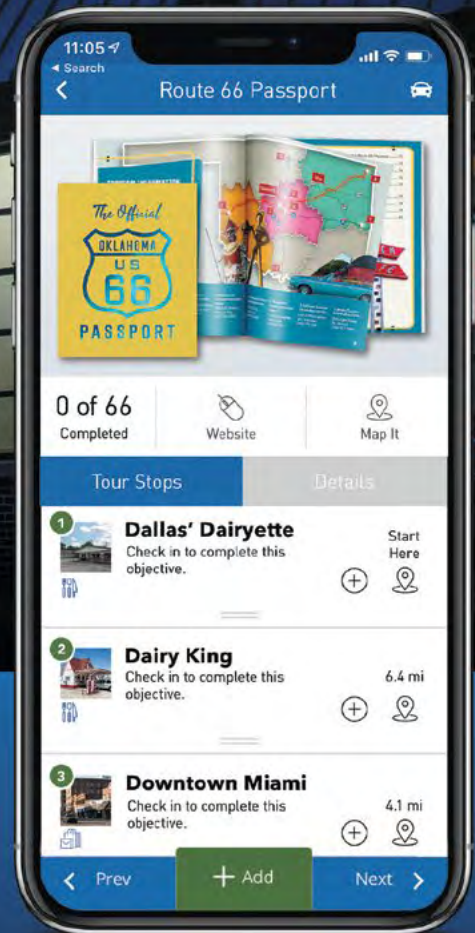 11:05
Search
Route 66 Passport
The Official
OKLAHOMA
US
66
PASSPORT
0 of 66
Completed
Website
Map It
Tour Stops
Details
1
Dallas' Dairyette
Check in to complete this
objective.
Start
Here
2
Dairy King
Check in to complete this
objective.
6.4 mi
3
Downtown Miami
Check in to complete this
objective.
4.1 mi
Prev
+ Add
Next